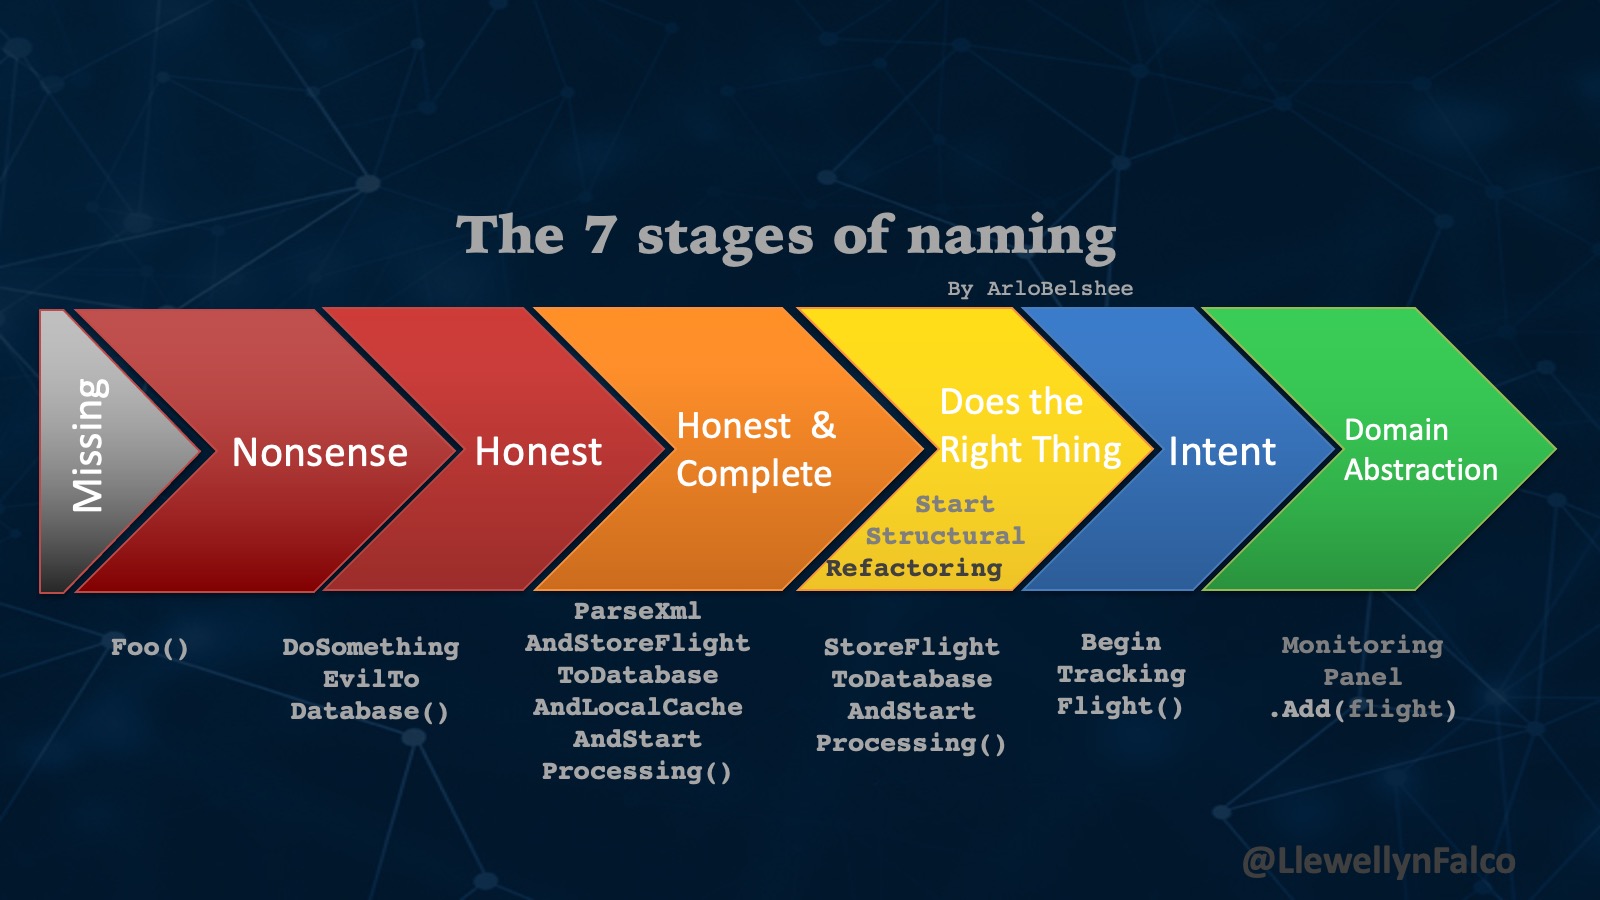 The 7 stages of naming
By ArloBelshee
Missing
Nonsense
Honest
Honest &
Complete
Does the
Right Thing
Start
Structural
Refactoring
Intent
Domain
Abstraction
Foo()
DoSomething
EvilTo
Database()
ParseXml
AndStoreFlight
ToDatabase
AndLocalCache
AndStart
Processing()
StoreFlight
ToDatabase
AndStart
Processing()
Begin
Tracking
Flight()
Monitoring
Panel
.Add(flight)
@LlewellynFalco